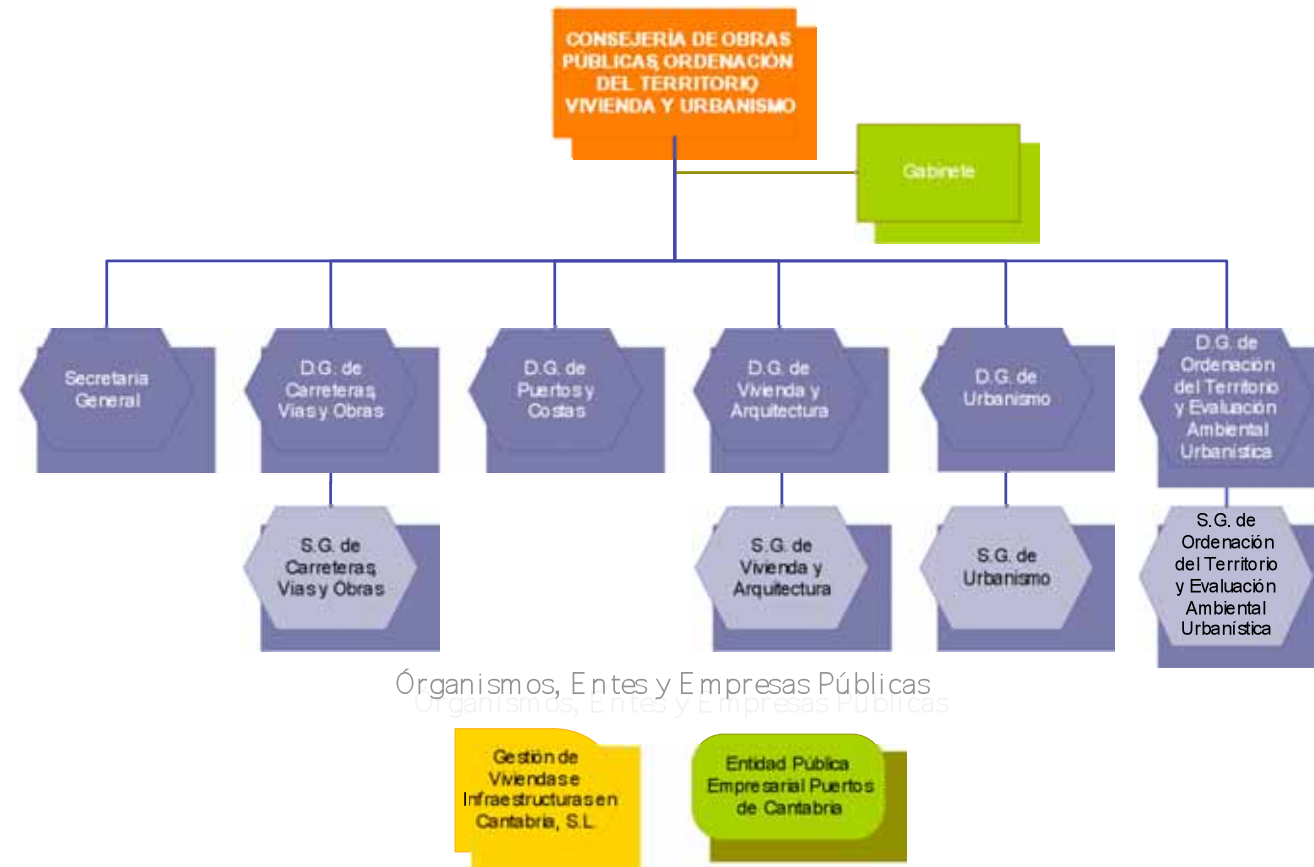 CONSEJERÍA DE OBRAS
PÚBLICAS, ORDENACIÓN
DEL TERRITORIO,
VIVIENDA Y URBANISMO
Gabinete
Secretaria
General
D.G. de
Carreteras,
Vias y Obras
D.G. de
Puertos y
Costas
D.G. de
Vivienda y
Arquitectura
D.G. de
Urbanismo
D.G. de
Ordenación
del Territorio
y Evaluación
Ambiental
Urbanística
S.G. de
Carreteras,
Vias y Obras
S.G. de
Vivienda y
Arquitectura
S.G. de
Urbanismo
S.G. de
Ordenación
del Territorio
y Evaluación
Ambiental
Urbanística
Órganismos, Entes y Empresas Públicas
Gestión de
Viviendas e
Infraestructuras en
Cantabria, S.L.
Entidad Pública
Empresarial Puertos
de Cantabria